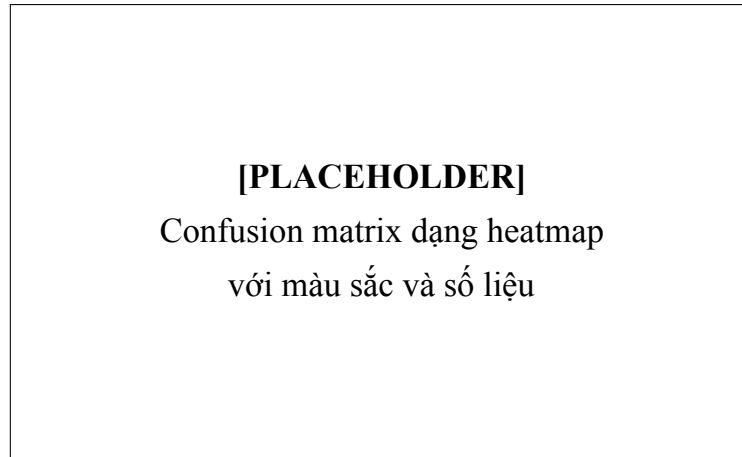 [PLACEHOLDER]
Confusion matrix dạng heatmap
với màu sắc và số liệu